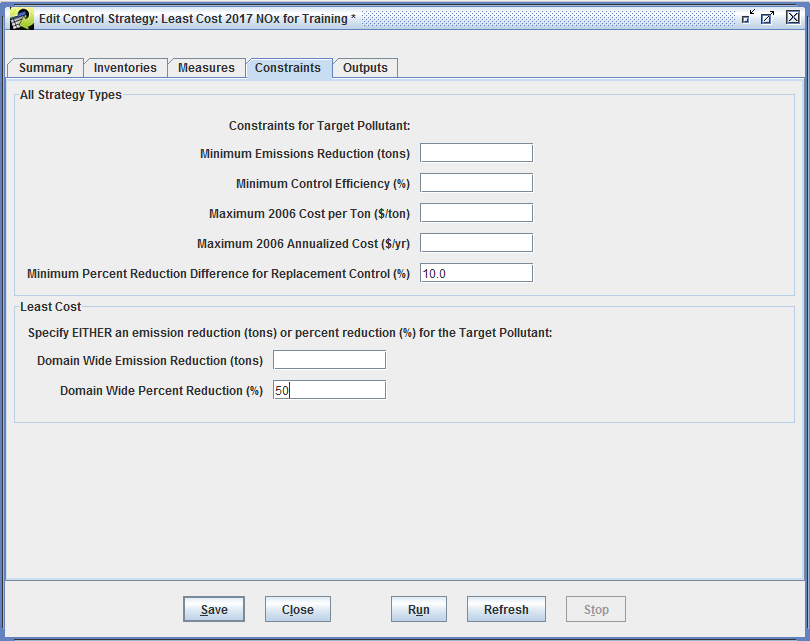 Edit Control Strategy: Least Cost 2017 NOx for Training *
Summary Inventories Measures Constraints Outputs
All Strategy Types
Constraints for Target Pollutant:
Minimum Emissions Reduction (tons)
Minimum Control Efficiency (%)
Maximum 2006 Cost per Ton ($/ton)
Maximum 2006 Annualized Cost ($/yr)
Minimum Percent Reduction Difference for Replacement Control (%) 10.0
Least Cost
Specify EITHER an emission reduction (tons) or percent reduction (%) for the Target Pollutant:
Domain Wide Emission Reduction (tons)
Domain Wide Percent Reduction (%) 50
Save Close Run Refresh Stop